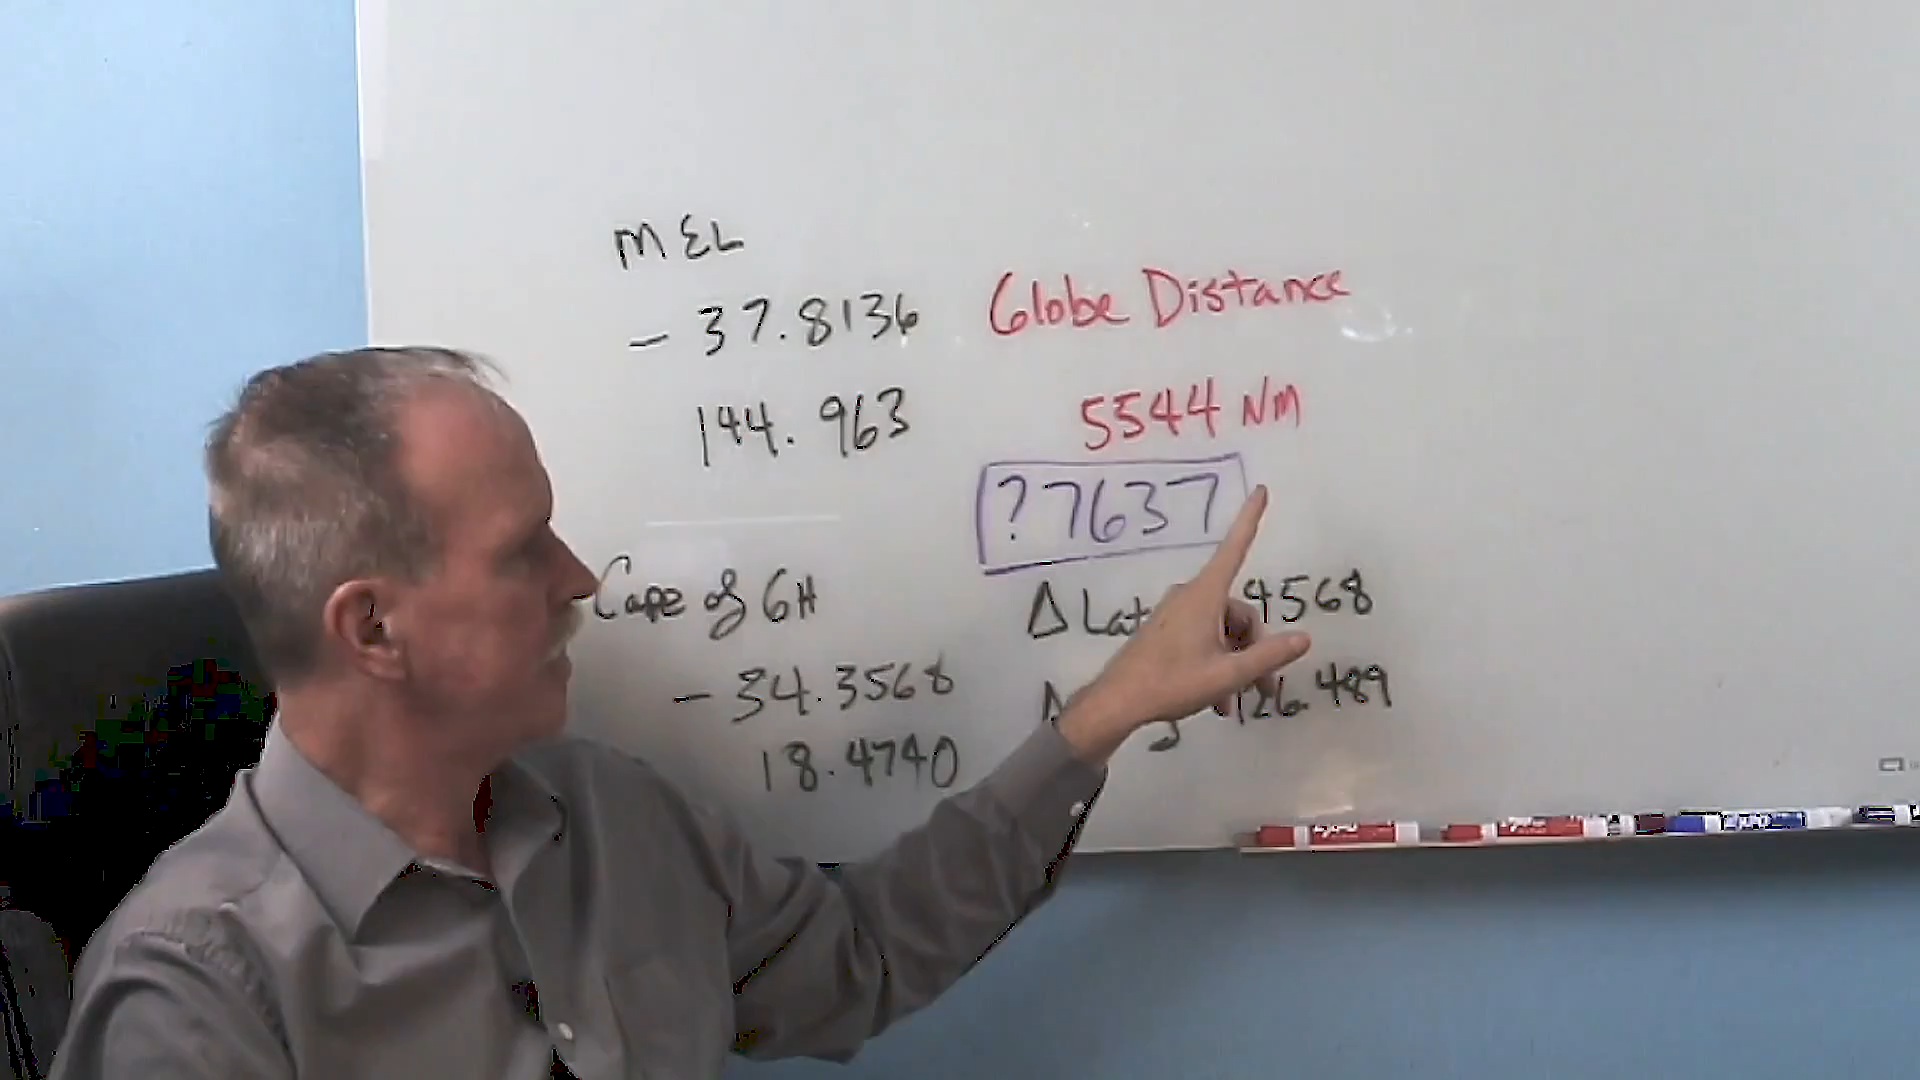 MEL
- 37.8136
144.963
Cape of GH
- 34.3568
18.4740
Globe Distance
5544 NM
? 7637
Δ Lat 4568
Δ 126.489